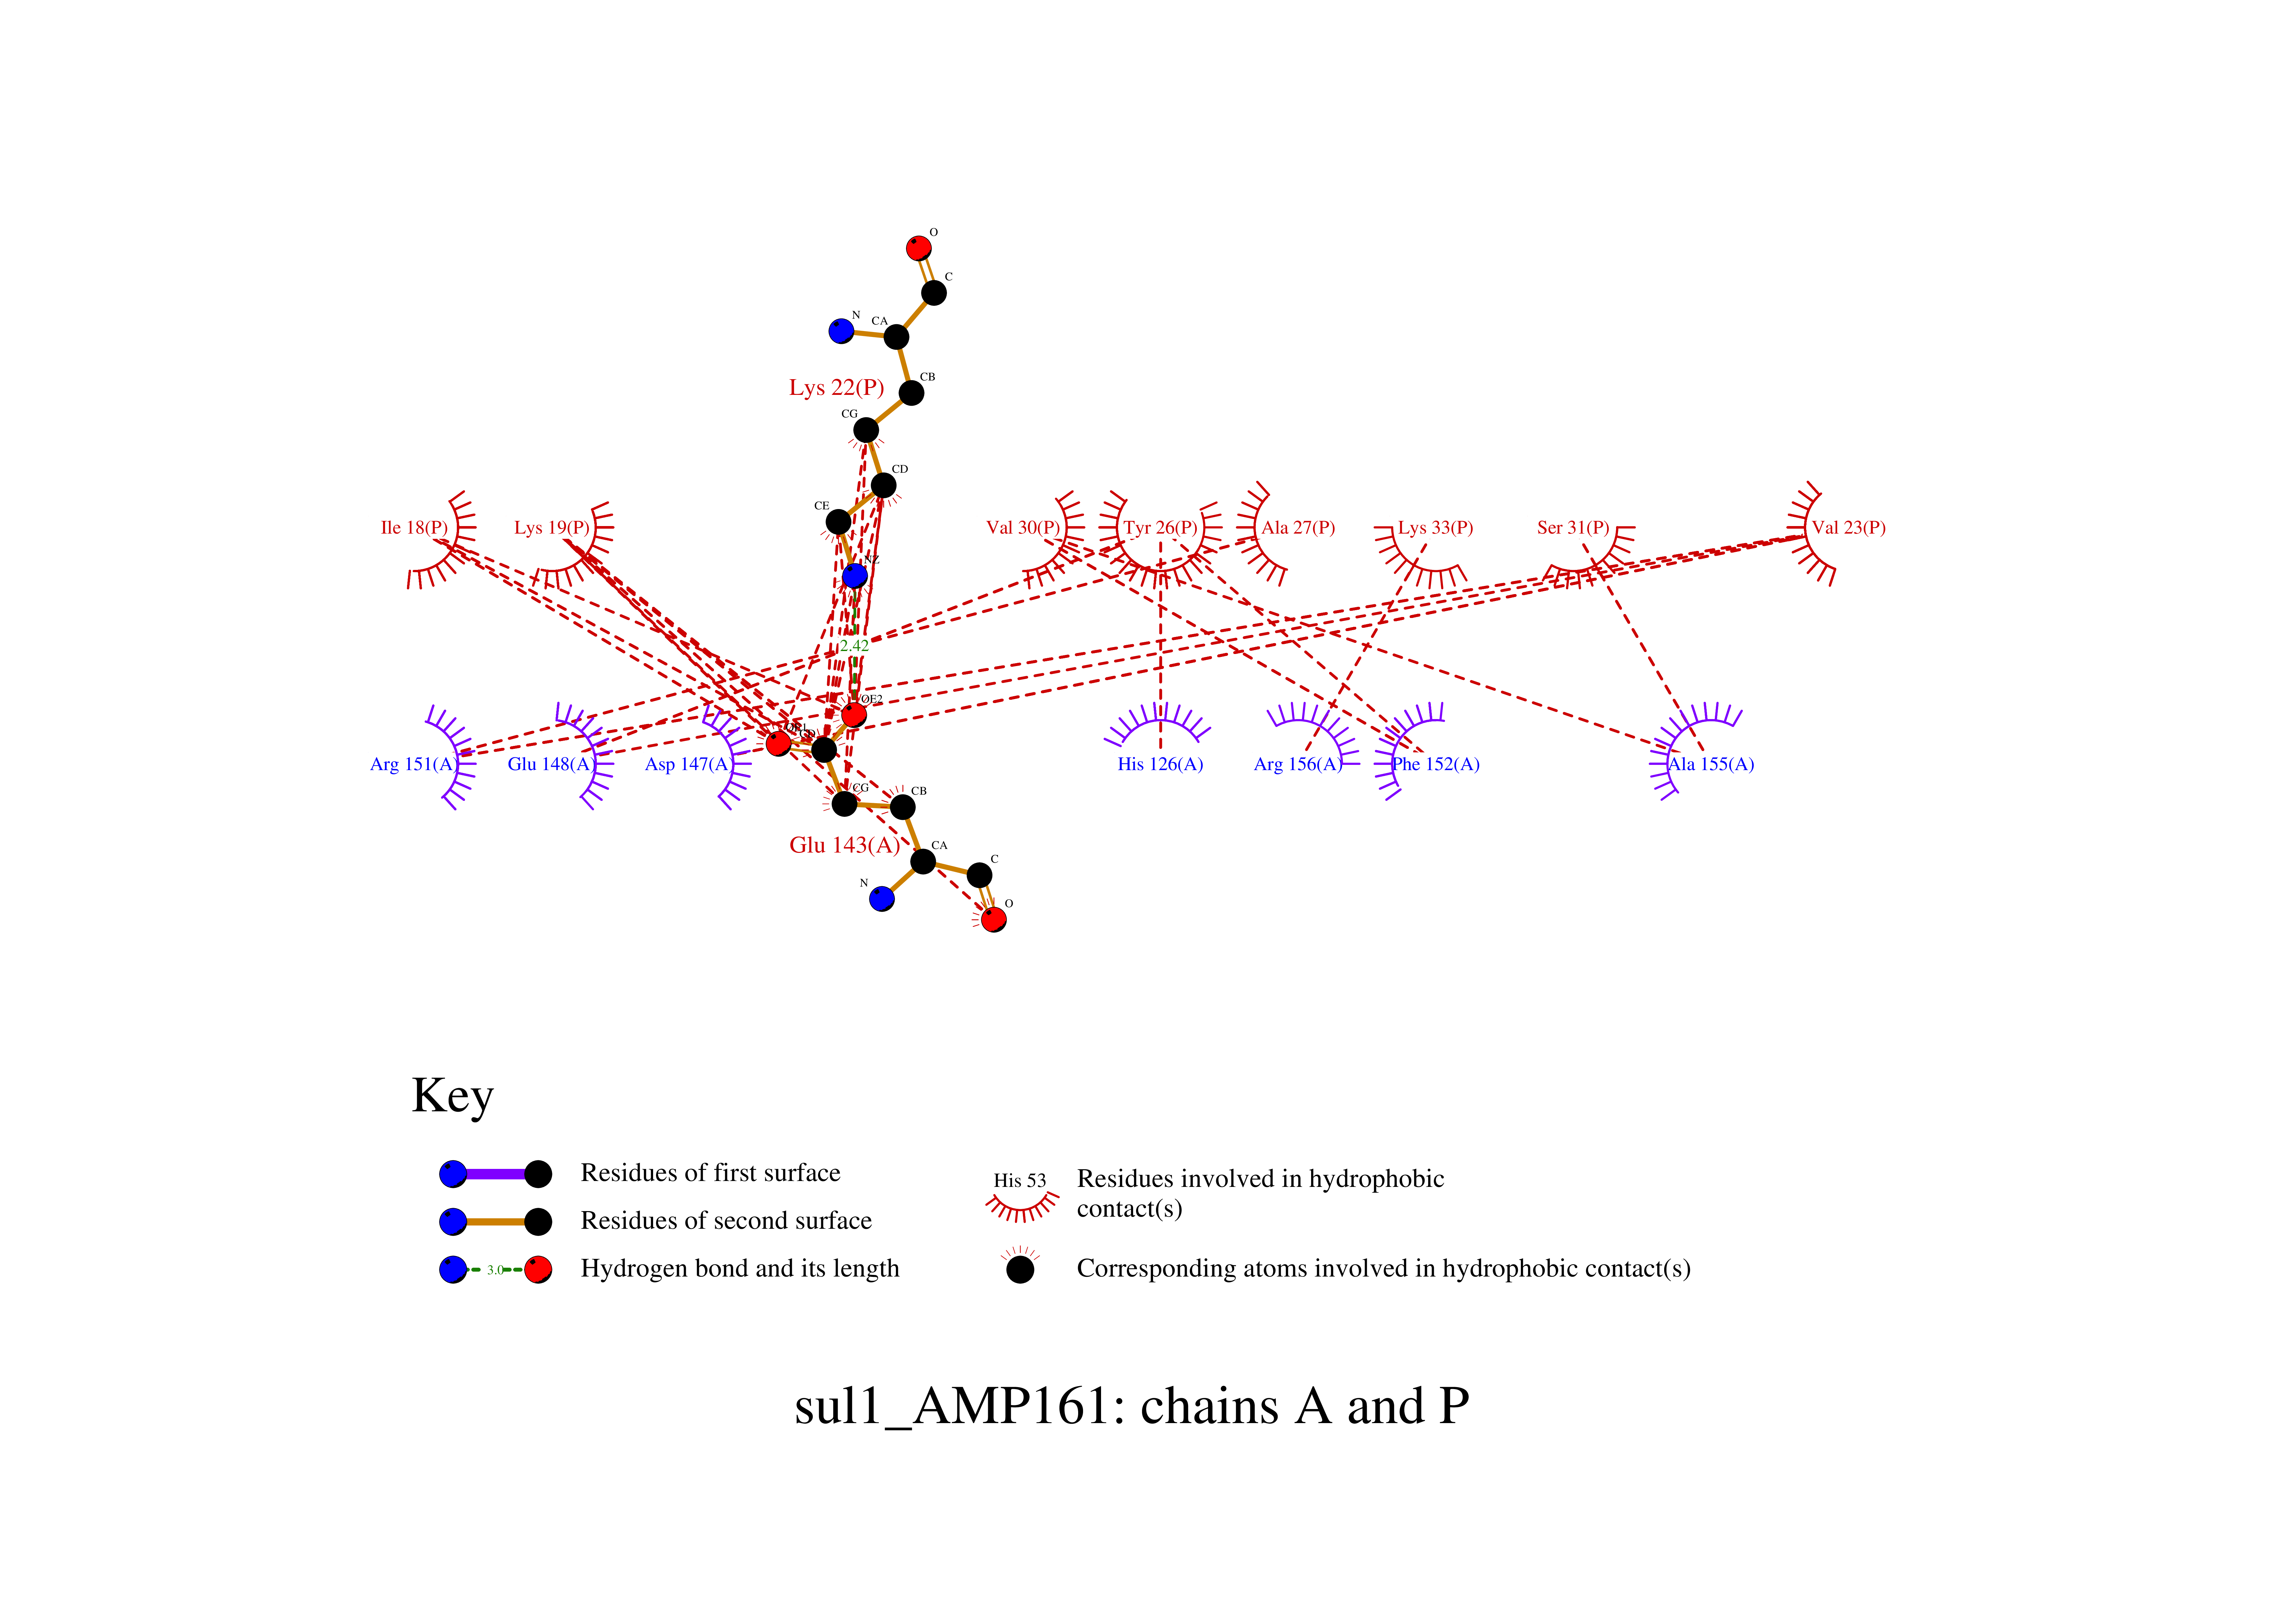 O
C
N
CA
CB
Lys 22(P)
CG
CD
CE
Ile 18(P) Lys 19(P) Val 30(P) Tyr 26(P) Ala 27(P) Lys 33(P) Ser 31(P) Val 23(P)
NZ
2.42
OE2
OE1
CD
Arg 151(A) Glu 148(A) Asp 147(A) His 126(A) Arg 156(A) Phe 152(A) Ala 155(A)
CG
CB
Glu 143(A)
CA
C
N
O
Key
Residues of first surface
Residues of second surface
3.0
Hydrogen bond and its length
His 53
Residues involved in hydrophobic
contact(s)
Corresponding atoms involved in hydrophobic contact(s)
sul1_AMP161: chains A and P